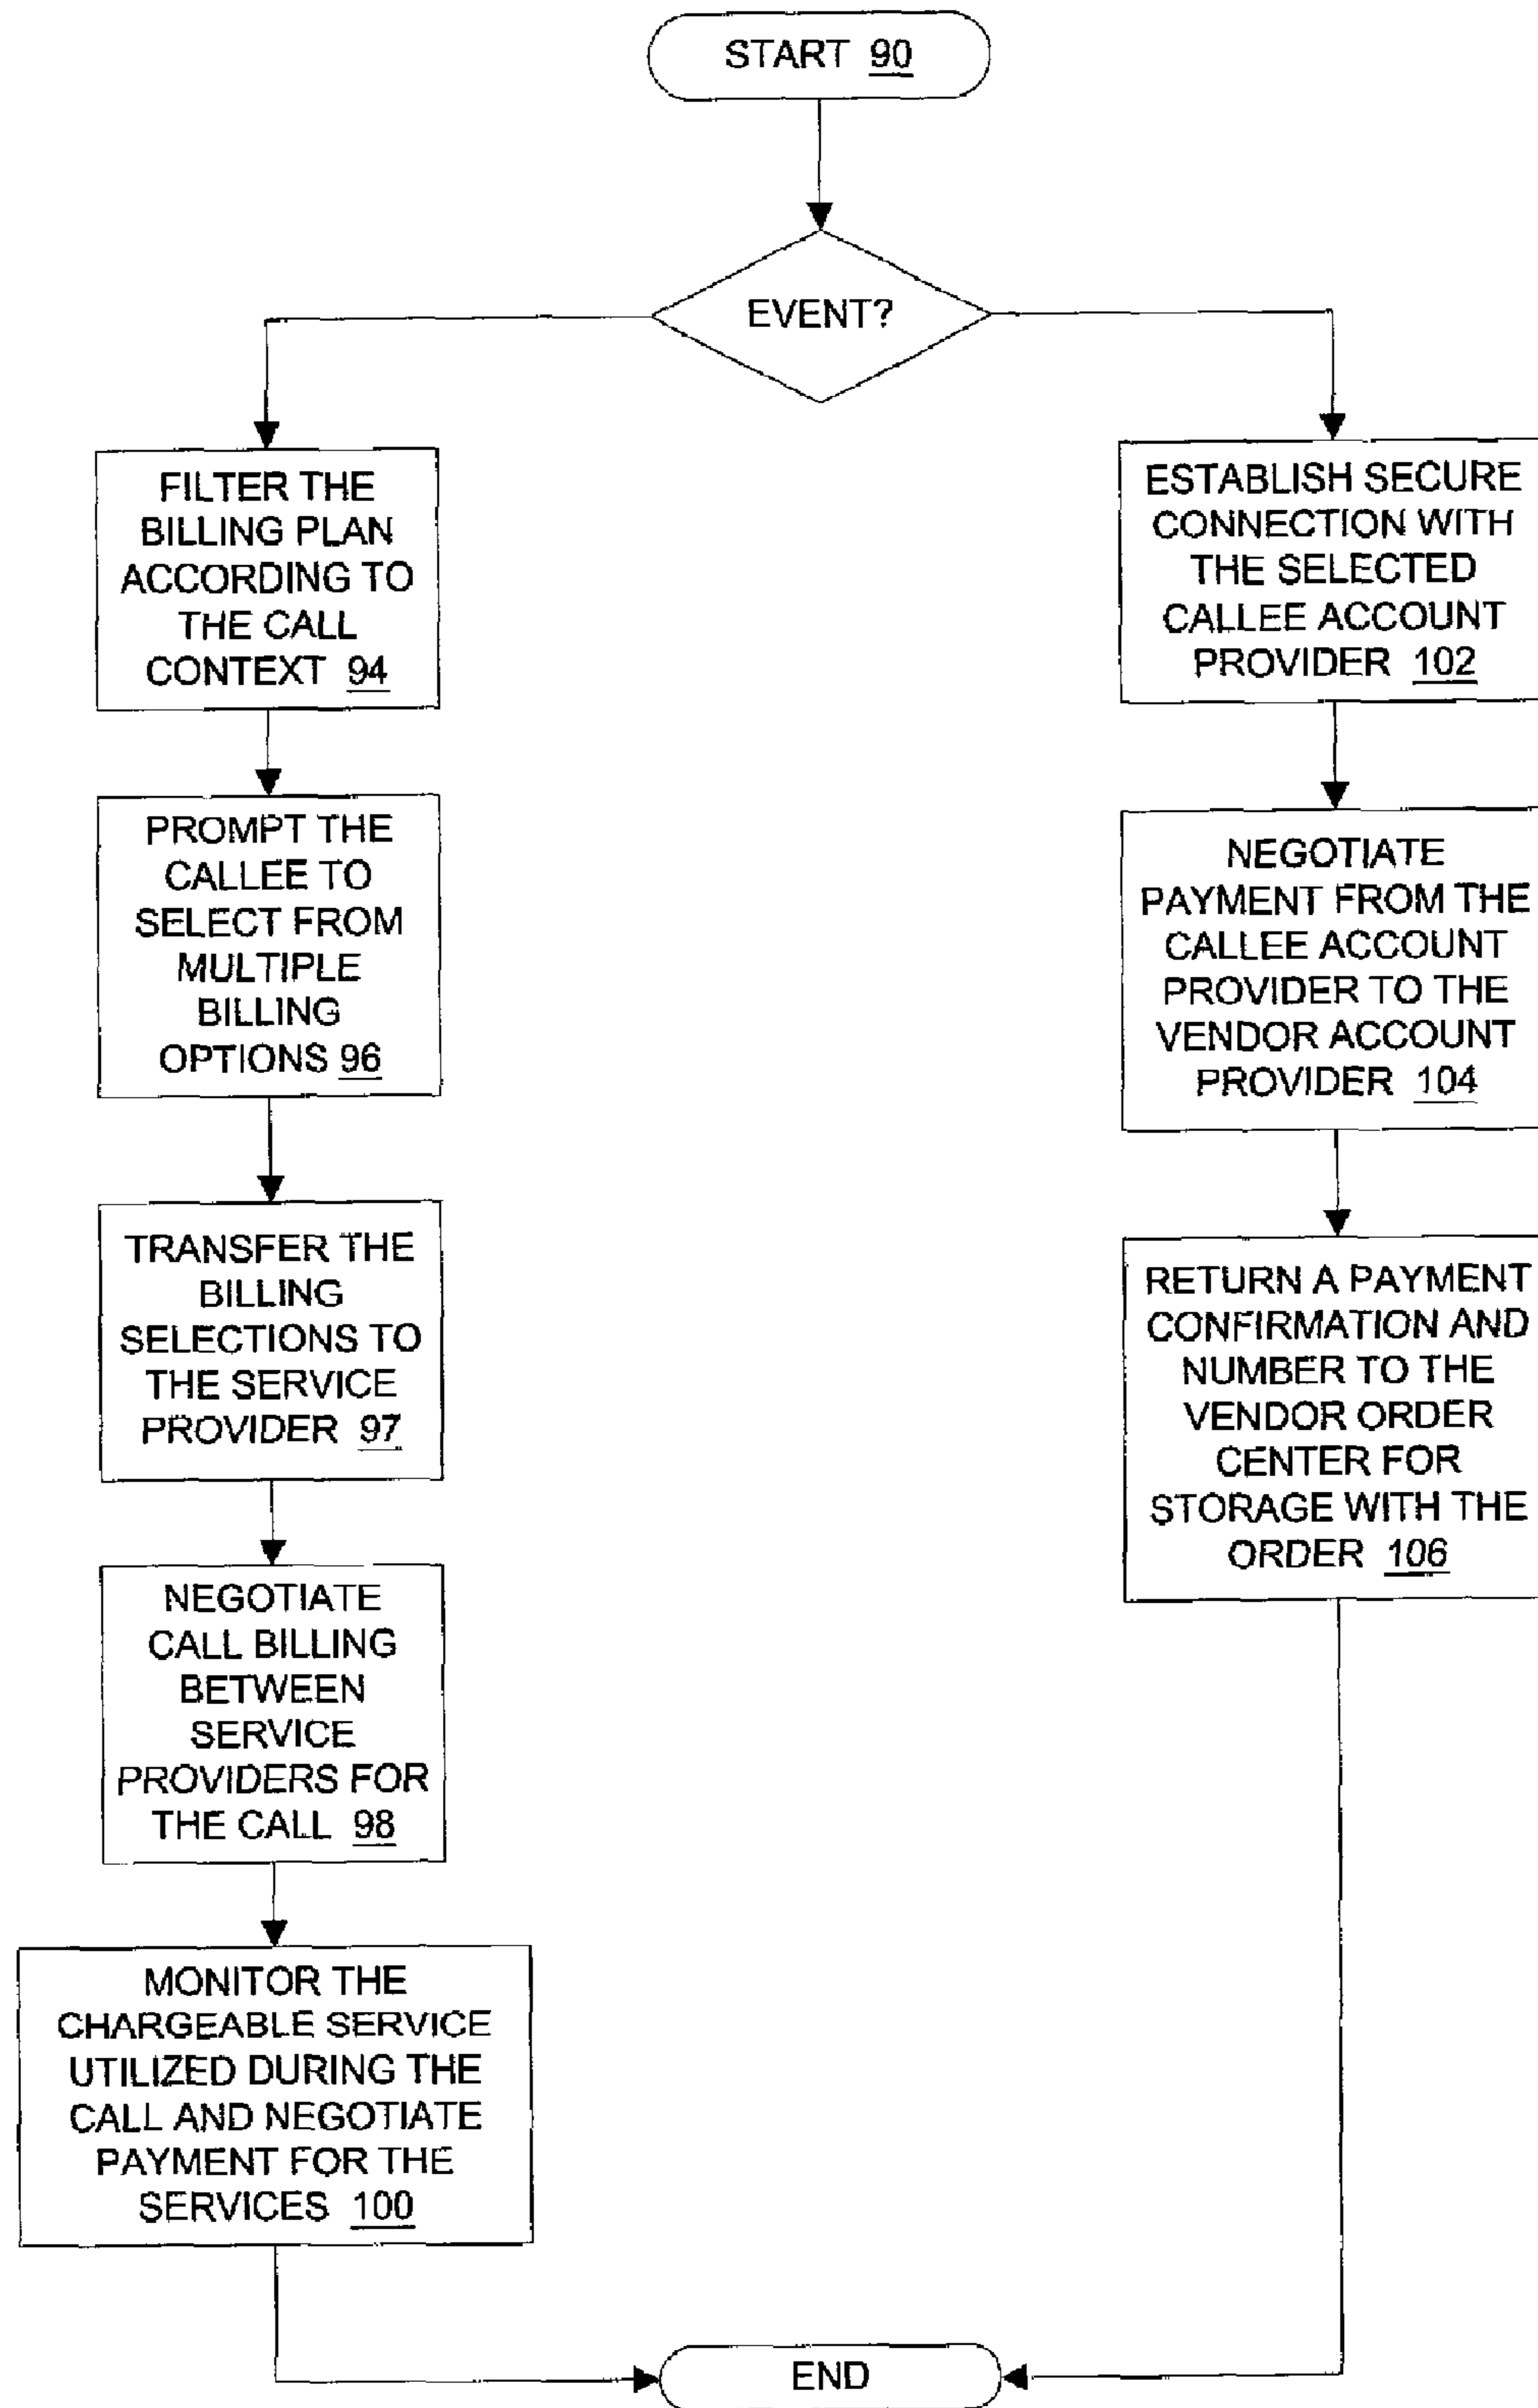 START 90
EVENT?
FILTER THE
BILLING PLAN
ACCORDING TO
THE CALL
CONTEXT 94
PROMPT THE
CALLEE TO
SELECT FROM
MULTIPLE
BILLING
OPTIONS 96
TRANSFER THE
BILLING
SELECTIONS TO
THE SERVICE
PROVIDER 97
NEGOTIATE
CALL BILLING
BETWEEN
SERVICE
PROVIDERS FOR
THE CALL 98
MONITOR THE
CHARGEABLE SERVICE
UTILIZED DURING THE
CALL AND NEGOTIATE
PAYMENT FOR THE
SERVICES 100
ESTABLISH SECURE
CONNECTION WITH
THE SELECTED
CALLEE ACCOUNT
PROVIDER 102
NEGOTIATE
PAYMENT FROM THE
CALLEE ACCOUNT
PROVIDER TO THE
VENDOR ACCOUNT
PROVIDER 104
RETURN A PAYMENT
CONFIRMATION AND
NUMBER TO THE
VENDOR ORDER
CENTER FOR
STORAGE WITH THE
ORDER 106
END